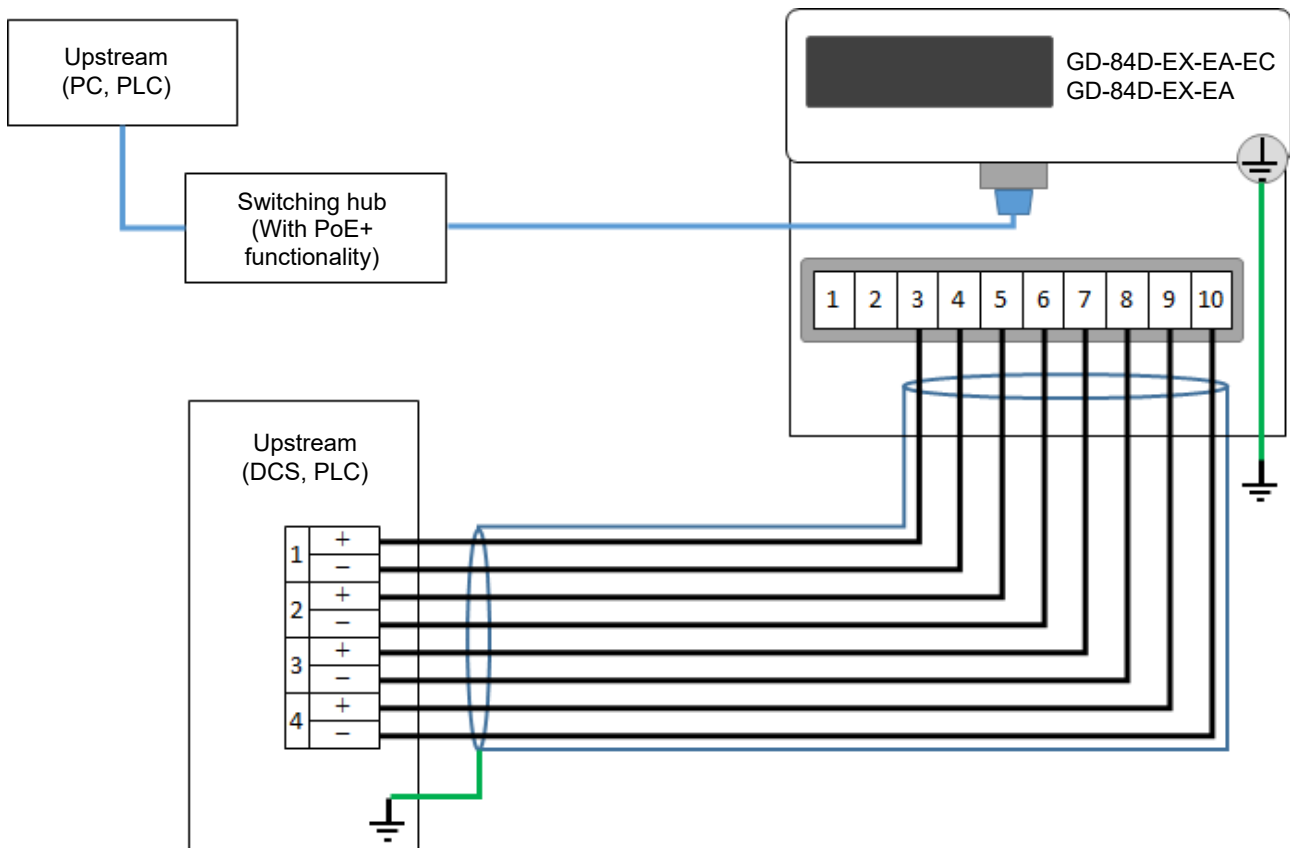 Upstream
(PC, PLC)
GD-84D-EX-EA-EC
GD-84D-EX-EA
Switching hub
(With PoE+
functionality)
1 2 3 4 5 6 7 8 9 10
Upstream
(DCS, PLC)
1 +
−
2 +
−
3 +
−
4 +
−